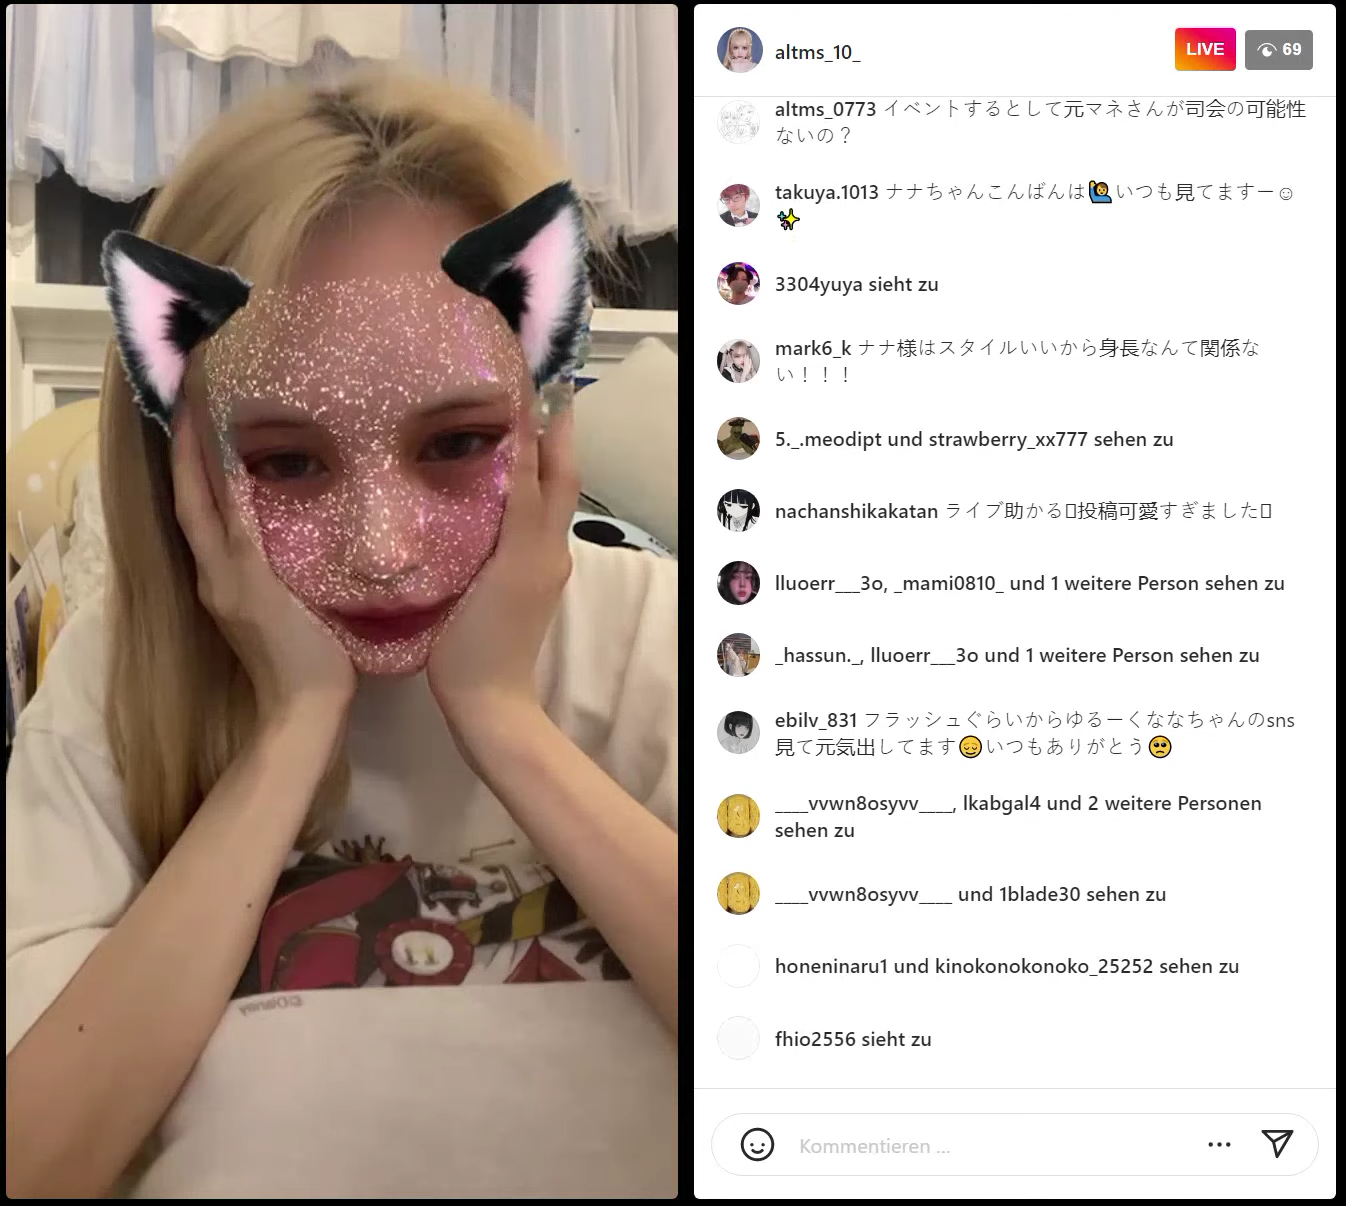 altms_10_
LIVE
69
altms_0773 イベントするとして元マネさんが司会の可能性
ないの？
takuya.1013 ナナちゃんこんばんは🙋‍♂️いつも見てますー☺
✨
3304yuya sieht zu
mark6_k ナナ様はスタイルいいから身長なんて関係な
い！！！
5._.meodipt und strawberry_xx777 sehen zu
nachanshikakatan ライブ助かる▯投稿可愛すぎました▯
lluoerr___3o, _mami0810_ und 1 weitere Person sehen zu
_hassun._, lluoerr___3o und 1 weitere Person sehen zu
ebilv_831 フラッシュぐらいからゆるーくななちゃんのsns
見て元気出してます😌いつもありがとう🥺
____vvwn8osyvv____, lkabgal4 und 2 weitere Personen
sehen zu
____vvwn8osyvv____ und 1blade30 sehen zu
honeninaru1 und kinokonokonoko_25252 sehen zu
fhio2556 sieht zu
Kommentieren ...
©Disney